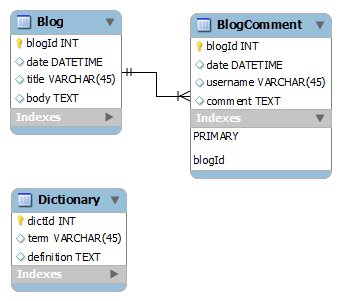 Blog
blogId INT
date DATETIME
title VARCHAR(45)
body TEXT
Indexes
BlogComment
blogId INT
date DATETIME
username VARCHAR(45)
comment TEXT
Indexes
PRIMARY
blogId
Dictionary
dictId INT
term VARCHAR(45)
definition TEXT
Indexes